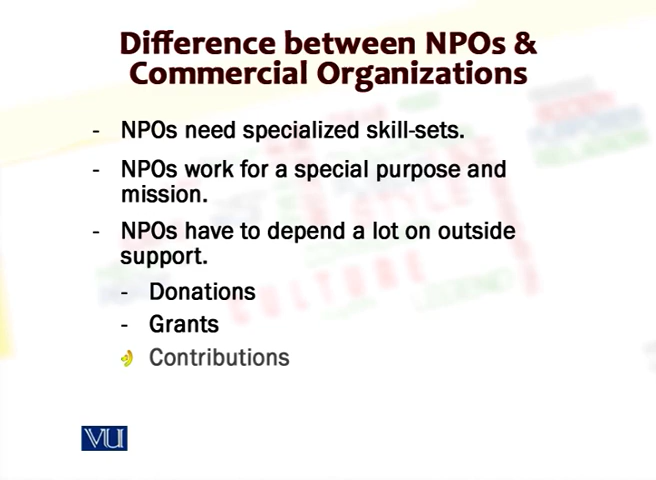 Difference between NPOs &
Commercial Organizations
- NPOs need specialized skill-sets.
- NPOs work for a special purpose and
mission.
- NPOs have to depend a lot on outside
support.
- Donations
- Grants
Contributions
VU
CULTURE